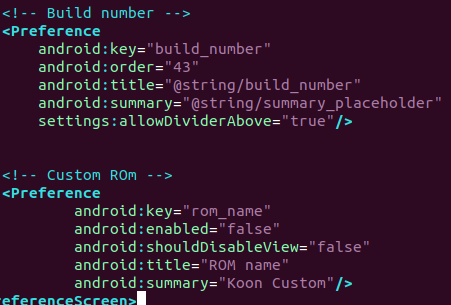 <!-- Build number -->
<Preference
android:key="build_number"
android:order="43"
android:title="@string/build_number"
android:summary="@string/summary_placeholder"
settings:allowDividerAbove="true"/>
<!-- Custom ROm -->
<Preference
android:key="rom_name"
android:enabled="false"
android:shouldDisableView="false"
android:title="ROM name"
android:summary="Koon Custom"/>
eferenceScreen>